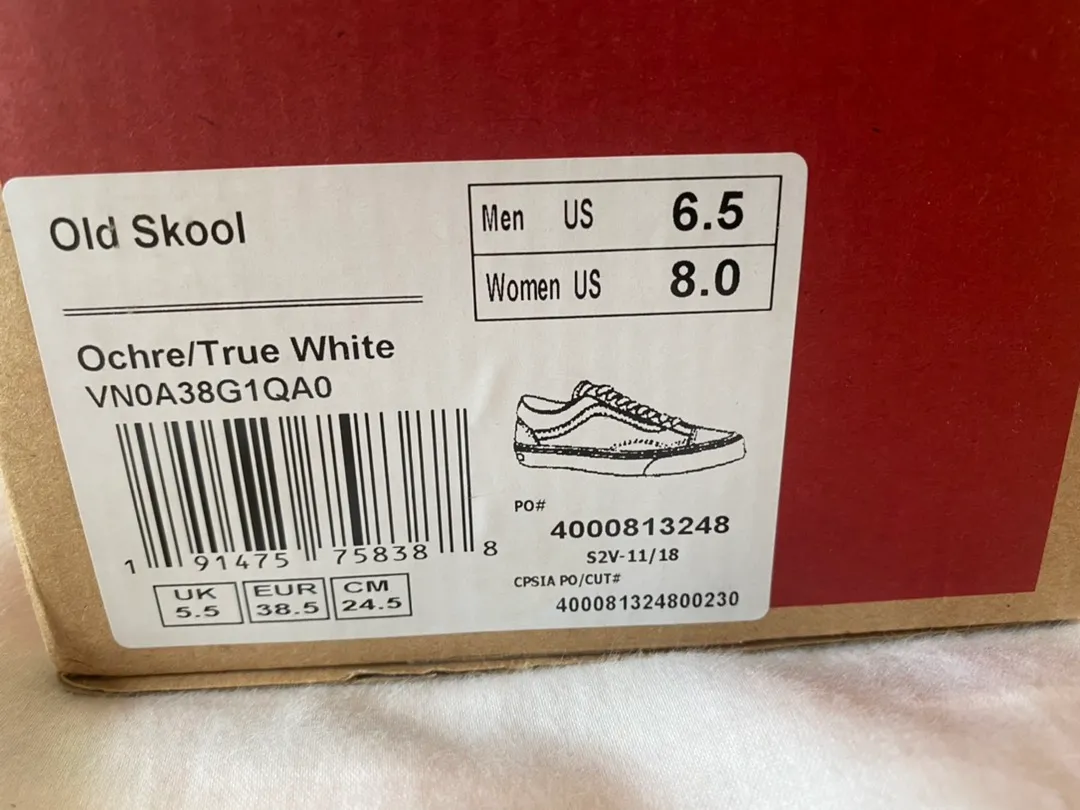 Old Skool
Men US 6.5
Women US 8.0
Ochre/True White
VN0A38G1QA0
1 91475 75838 8
UK 5.5
EUR 38.5
CM 24.5
PO#
4000813248
S2V-11/18
CPSIA PO/CUT#
400081324800230